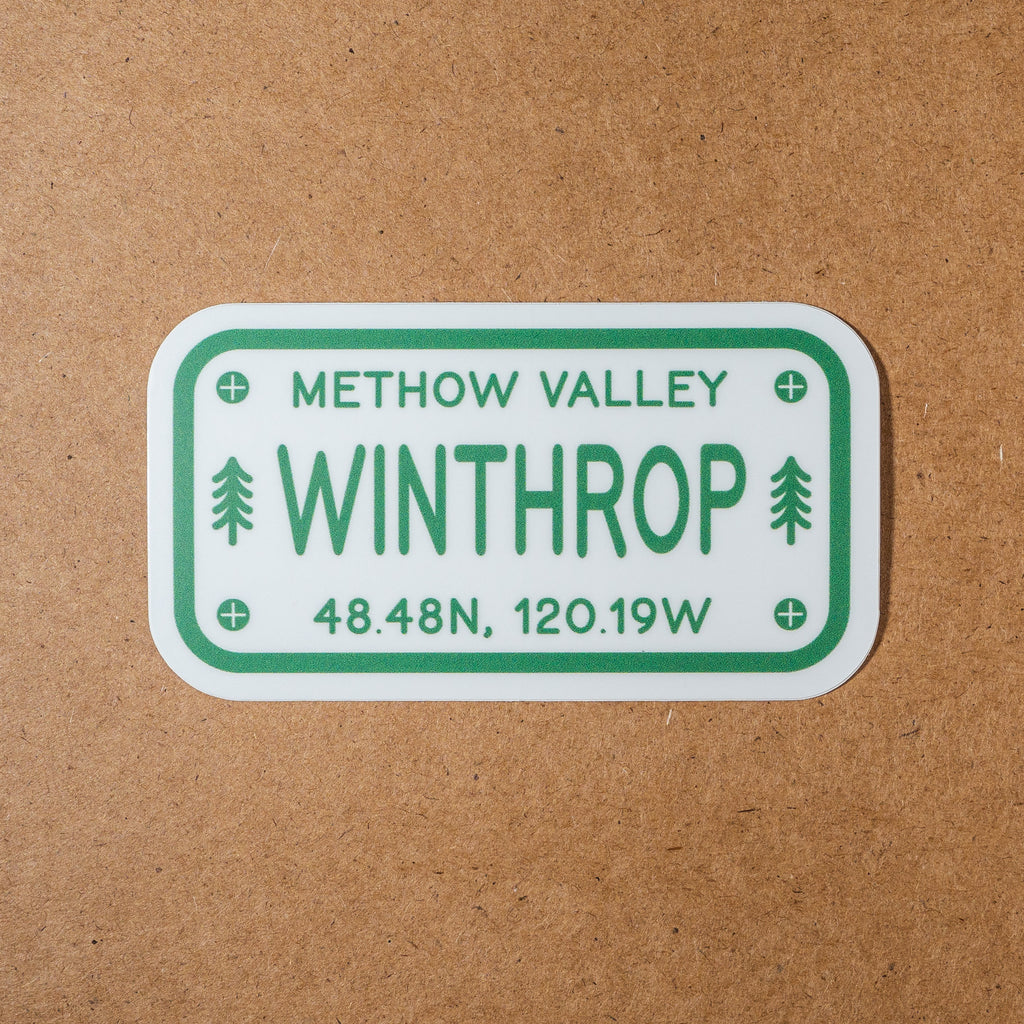 METHOW VALLEY
WINTHROP
48.48N, 120.19W